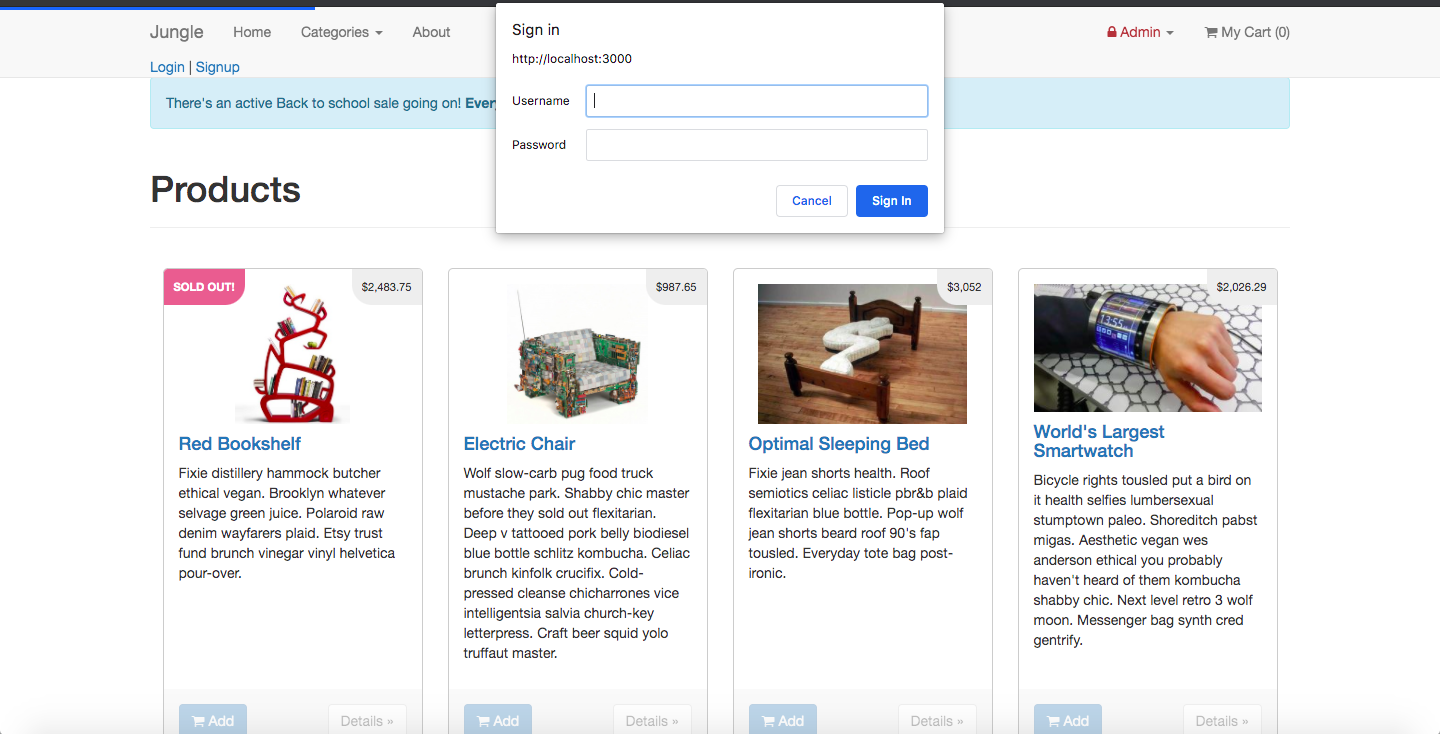 Jungle Home Categories About Admin My Cart (0)
Login | Signup
Sign in
http://localhost:3000
Username
Password
Cancel Sign In
There's an active Back to school sale going on!
Products
SOLD OUT! $2,483.75
Red Bookshelf
Fixie distillery hammock butcher
ethical vegan. Brooklyn whatever
selvage green juice. Polaroid raw
denim wayfarers plaid. Etsy trust
fund brunch vinegar vinyl helvetica
pour-over.
Add Details »
$987.65
Electric Chair
Wolf slow-carb pug food truck
mustache park. Shabby chic master
before they sold out flexitarian.
Deep v tattooed pork belly biodiesel
blue bottle schlitz kombucha. Celiac
brunch kinfolk crucifix. Cold-
pressed cleanse chicharrones vice
intelligentsia salvia church-key
letterpress. Craft beer squid yolo
truffaut master.
Add Details »
$3,052
Optimal Sleeping Bed
Fixie jean shorts health. Roof
semiotics celiac listicle pbr&b plaid
flexitarian blue bottle. Pop-up wolf
jean shorts beard roof 90's fap
tousled. Everyday tote bag post-
ironic.
Add Details »
$2,026.29
13:55
World's Largest
Smartwatch
Bicycle rights tousled put a bird on
it health selfies lumbersexual
stumptown paleo. Shoreditch pabst
migas. Aesthetic vegan wes
anderson ethical you probably
haven't heard of them kombucha
shabby chic. Next level retro 3 wolf
moon. Messenger bag synth cred
gentrify.
Add Details »